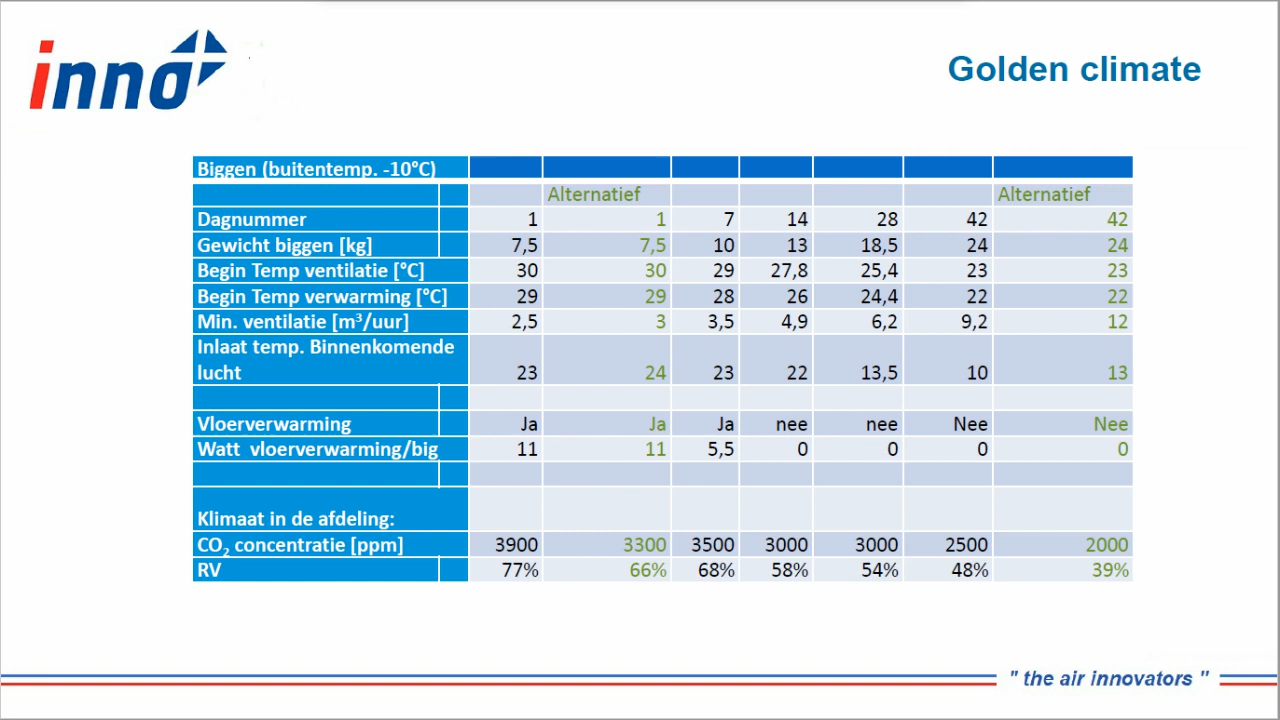 inno+
Golden climate
Biggen (buitentemp. -10°C)
Alternatief Alternatief
Dagnummer 1 1 7 14 28 42 42
Gewicht biggen [kg] 7,5 7,5 10 13 18,5 24 24
Begin Temp ventilatie [°C] 30 30 29 27,8 25,4 23 23
Begin Temp verwarming [°C] 29 29 28 26 24,4 22 22
Min. ventilatie [m³/uur] 2,5 3 3,5 4,9 6,2 9,2 12
Inlaat temp. Binnenkomende
lucht 23 24 23 22 13,5 10 13
Vloerverwarming Ja Ja Ja nee nee Nee Nee
Watt vloerverwarming/big 11 11 5,5 0 0 0 0
Klimaat in de afdeling:
CO₂ concentratie [ppm] 3900 3300 3500 3000 3000 2500 2000
RV 77% 66% 68% 58% 54% 48% 39%
" the air innovators "